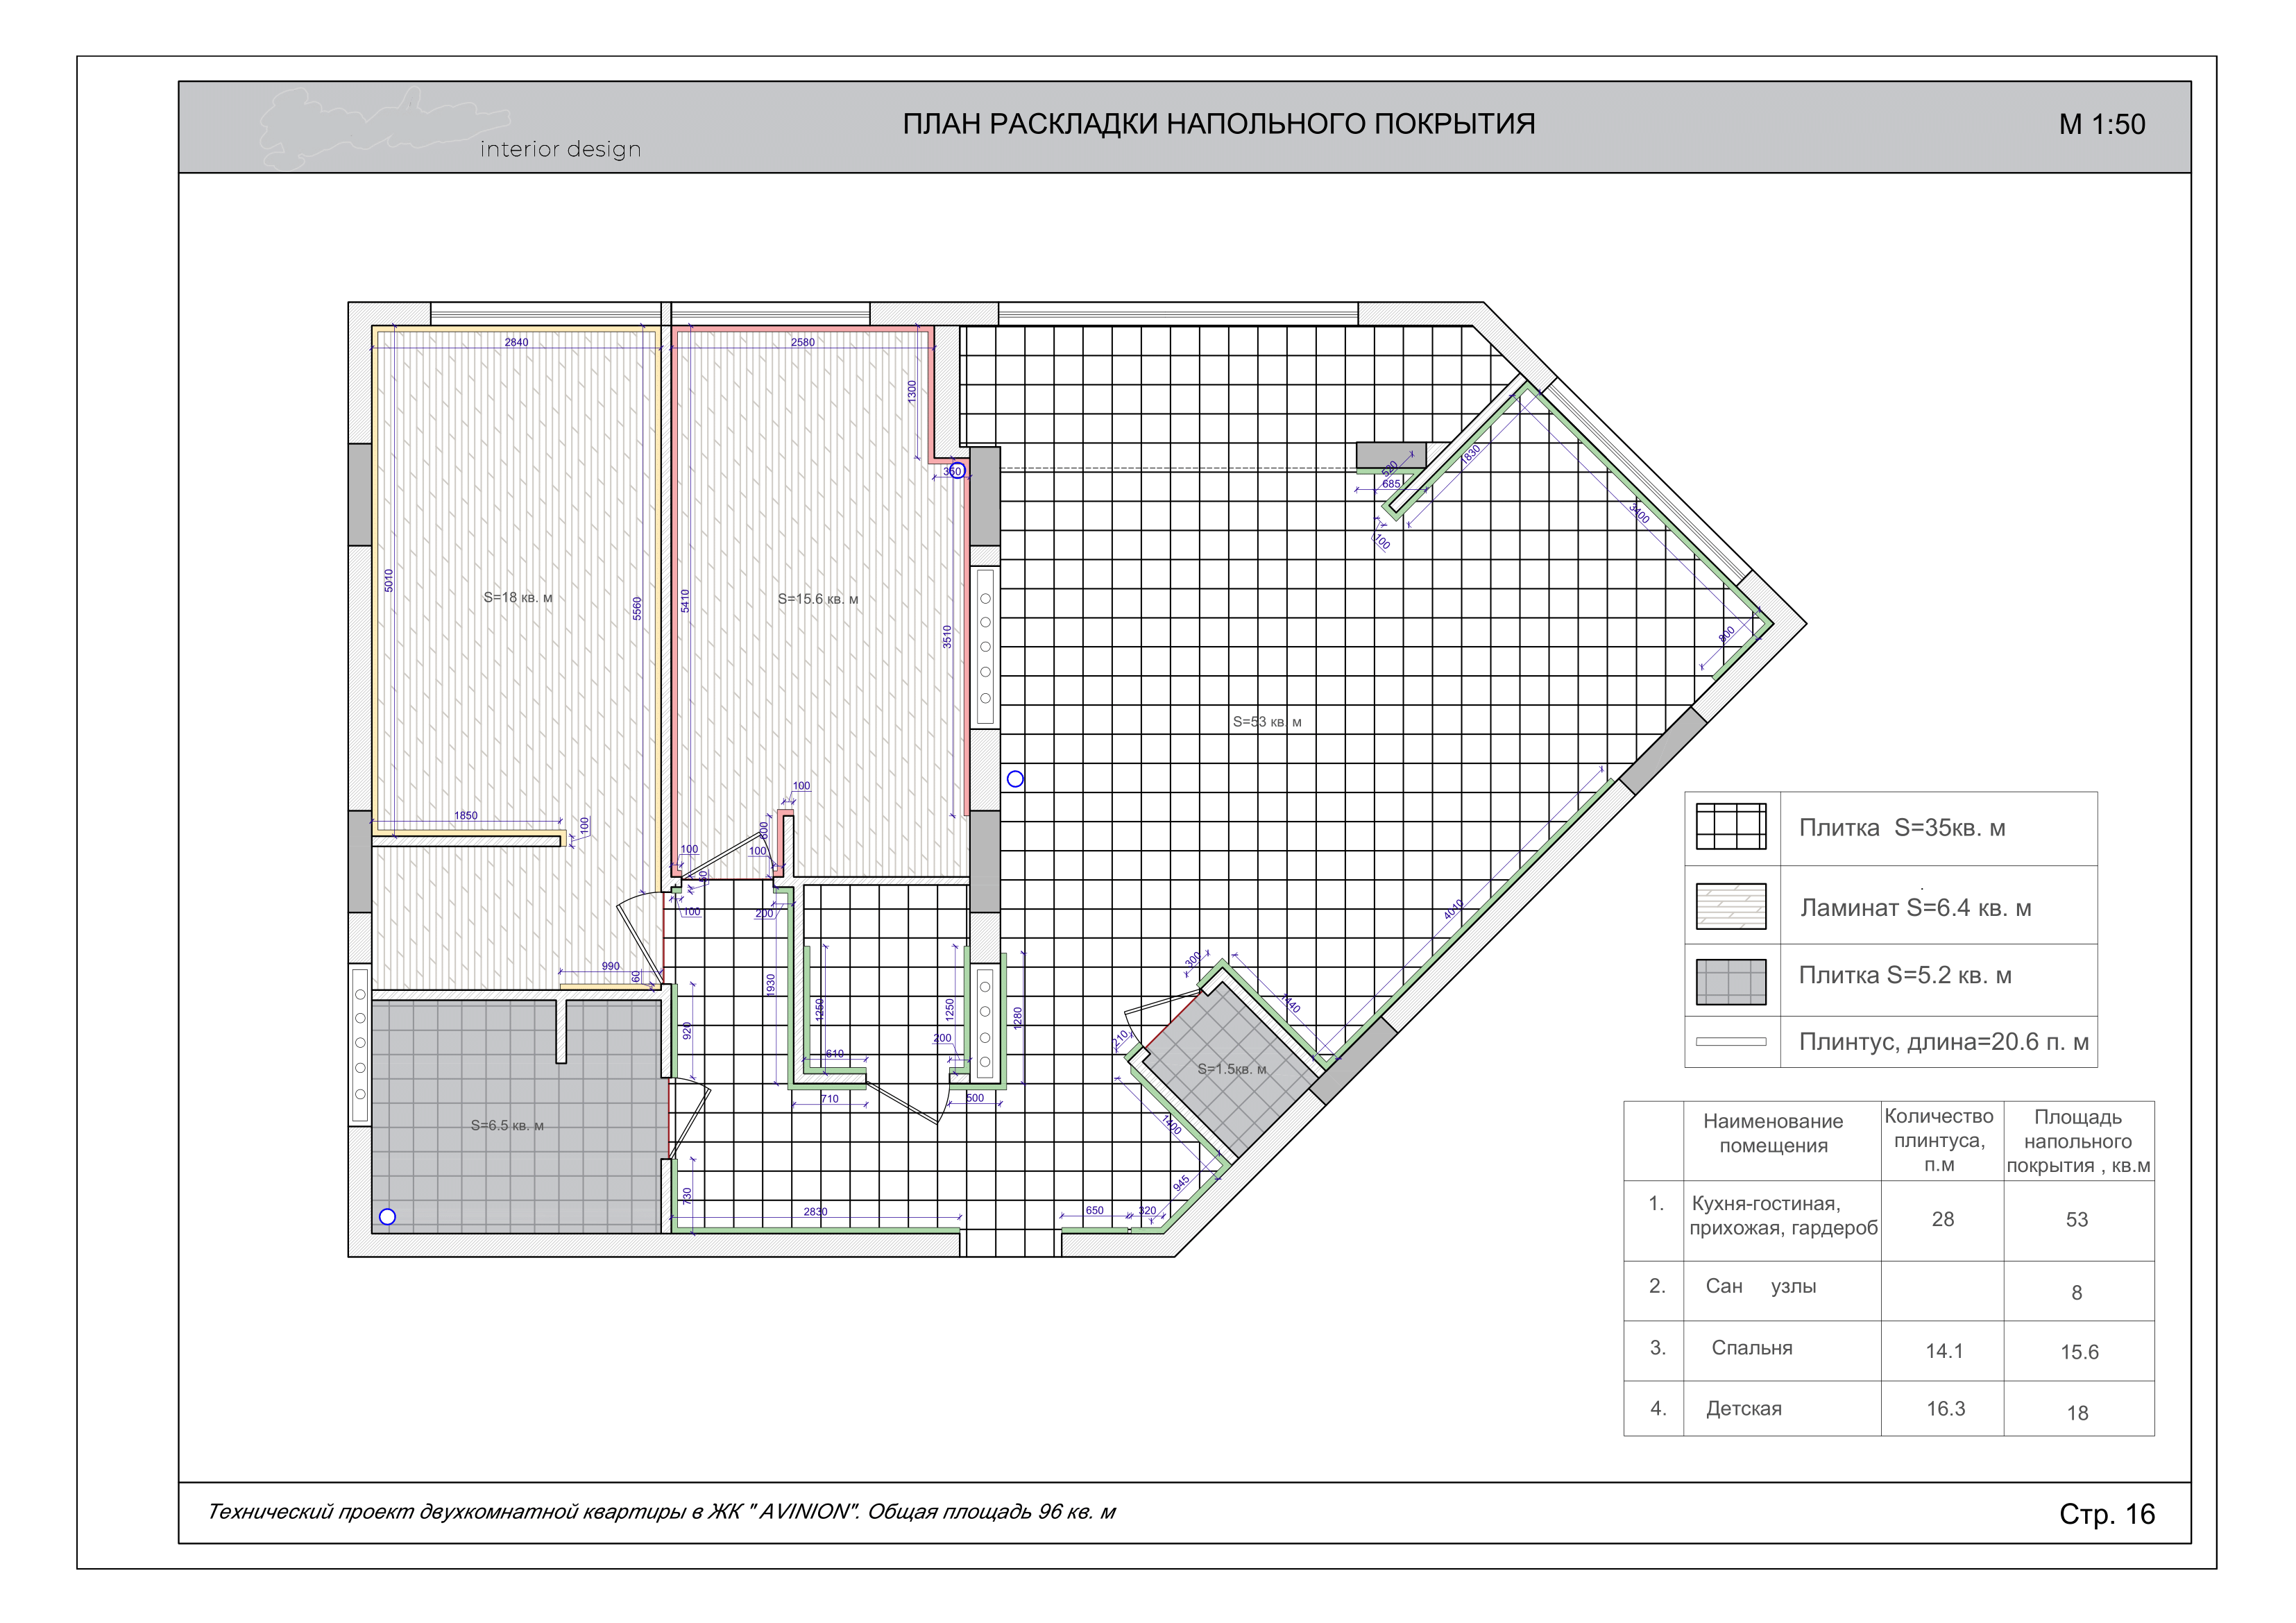 interior design
ПЛАН РАСКЛАДКИ НАПОЛЬНОГО ПОКРЫТИЯ
М 1:50
2840
2580
1300
350
1830
520
685
100
3400
800
5010
5560
5410
3510
S=18 кв. м
S=15.6 кв. м
S=53 кв. м
100
1850
100
600
100
100
50
100
200
4010
990
60
300
920
1930
1250
1250
1280
1440
200
210
610
S=1.5кв. м
710
500
1400
S=6.5 кв. м
730
2830
650
320
945
Плитка S=35кв. м
Ламинат S=6.4 кв. м
Плитка S=5.2 кв. м
Плинтус, длина=20.6 п. м
Наименование помещения
Количество плинтуса, п.м
Площадь напольного покрытия , кв.м
1.
Кухня-гостиная,
прихожая, гардероб
28
53
2.
Сан узлы
8
3.
Спальня
14.1
15.6
4.
Детская
16.3
18
Технический проект двухкомнатной квартиры в ЖК " AVINION". Общая площадь 96 кв. м
Стр. 16